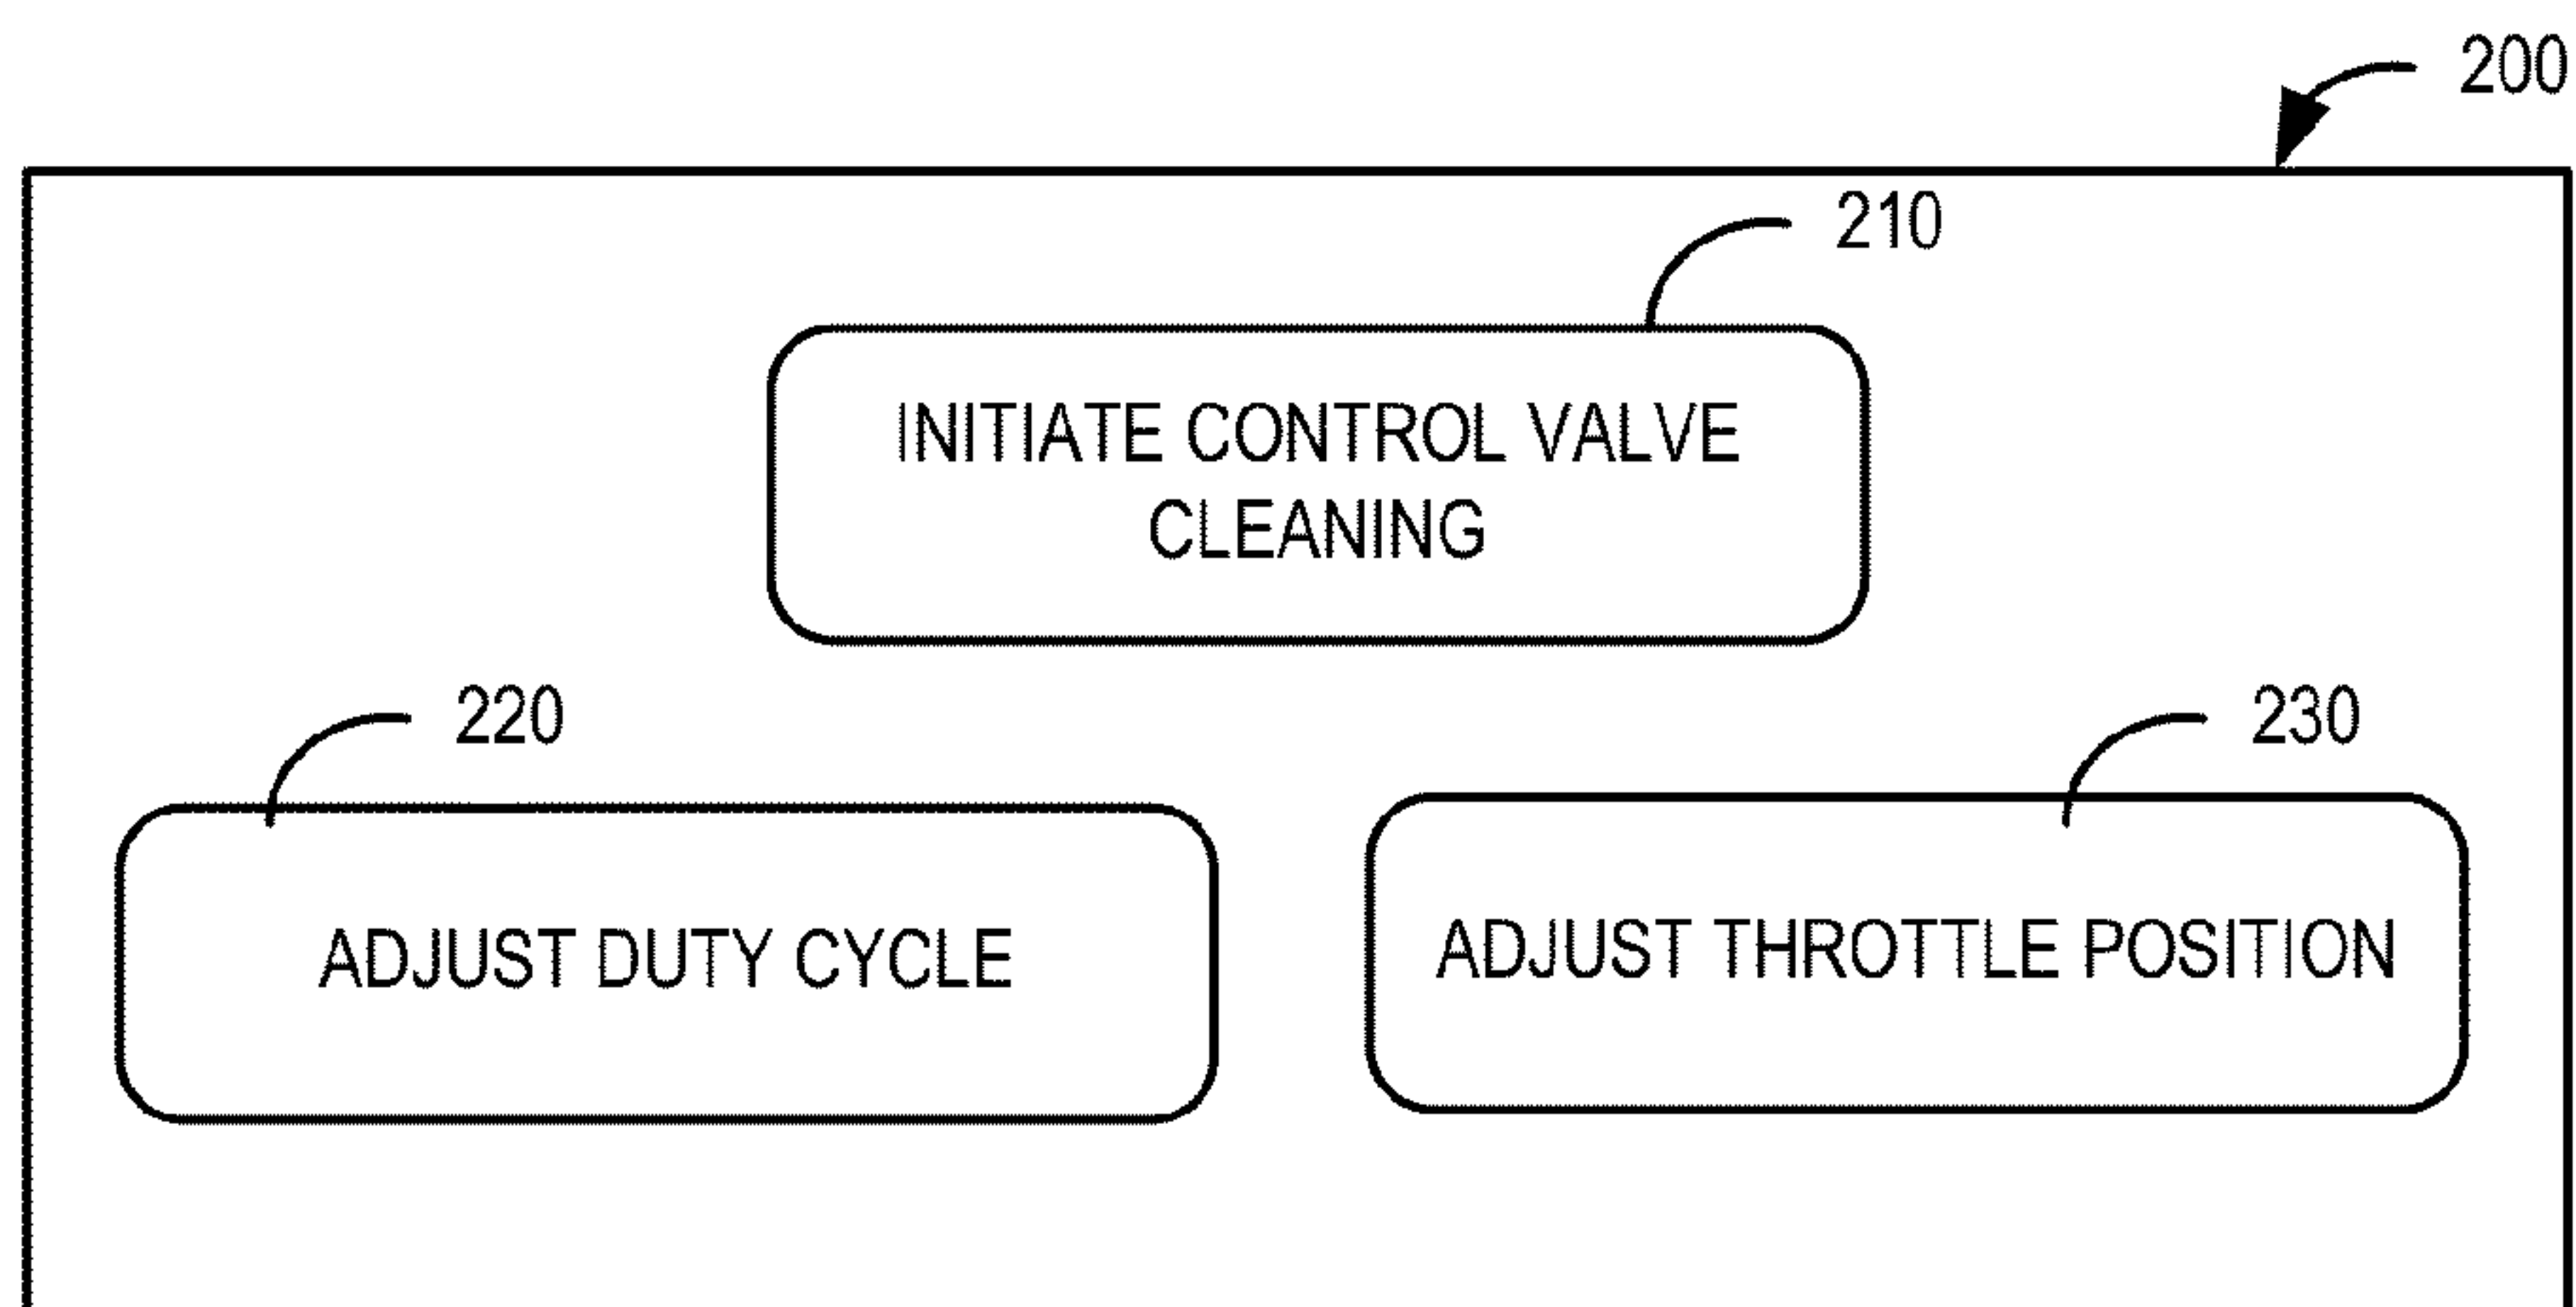 200
210
INITIATE CONTROL VALVE
CLEANING
220
230
ADJUST DUTY CYCLE
ADJUST THROTTLE POSITION